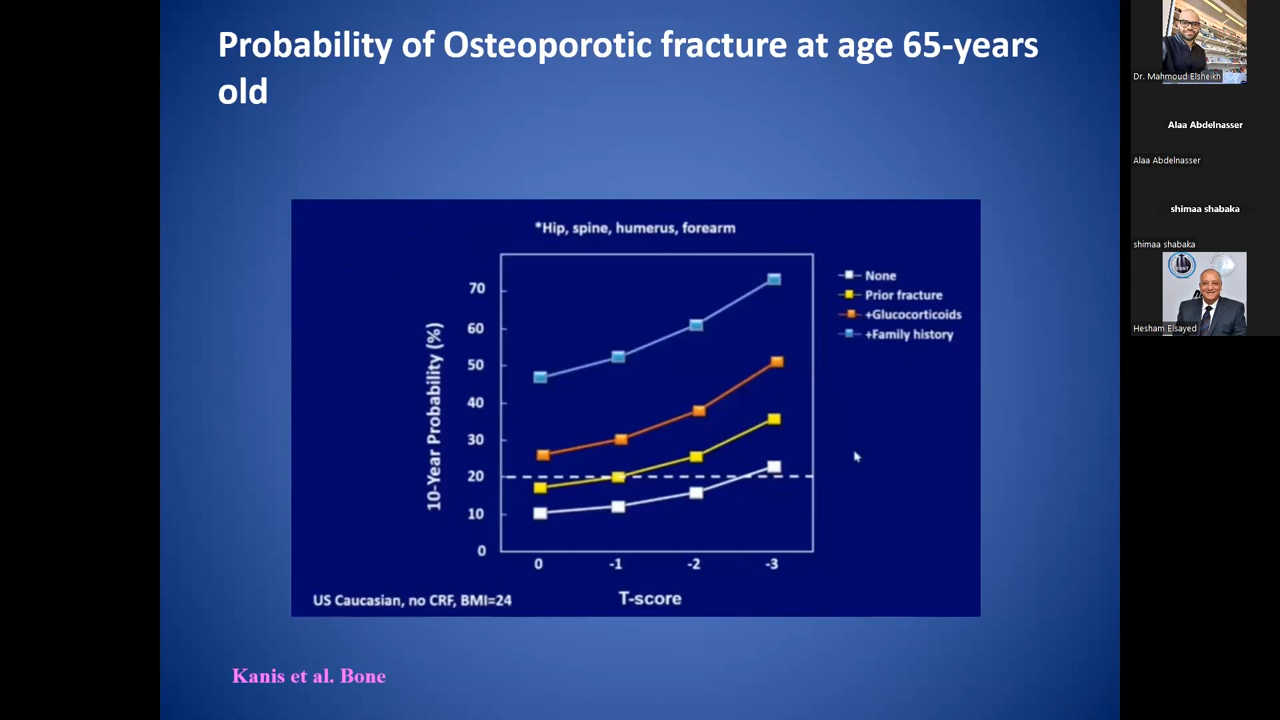 Probability of Osteoporotic fracture at age 65-years
old
*Hip, spine, humerus, forearm
None
Prior fracture
+Glucocorticoids
+Family history
10-Year Probability (%)
70
60
50
40
30
20
10
0
0 -1 -2 -3
US Caucasian, no CRF, BMI=24
T-score
Kanis et al. Bone
Dr. Mahmoud Elsheikh
Alaa Abdelnasser
Alaa Abdelnasser
shimaa shabaka
shimaa shabaka
Hesham Elsayed